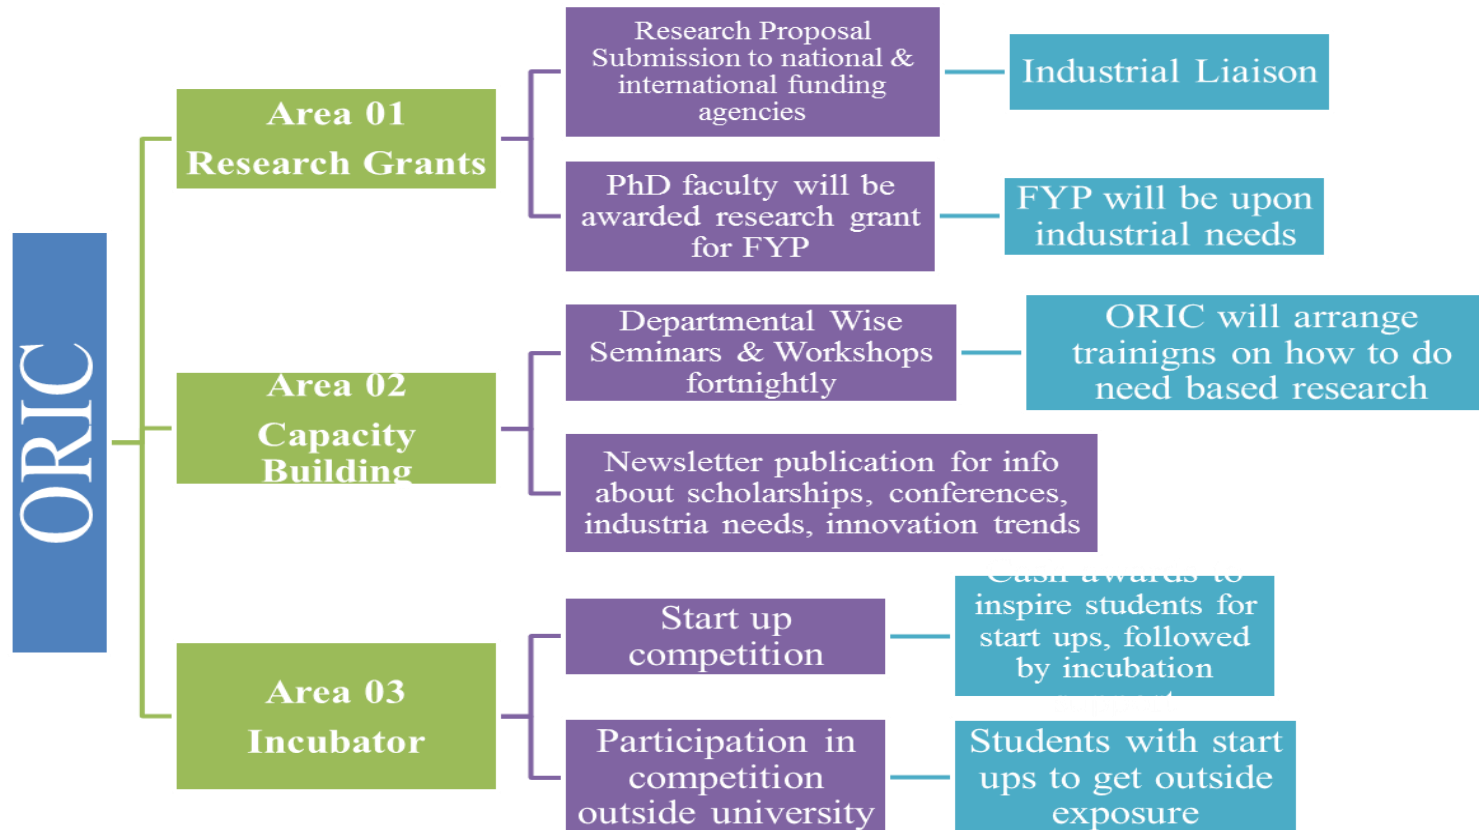 ORIC
Area 01
Research Grants
Research Proposal
Submission to national &
international funding
agencies
Industrial Liaison
PhD faculty will be
awarded research grant
for FYP
FYP will be upon
industrial needs
Area 02
Capacity
Building
Departmental Wise
Seminars & Workshops
fortnightly
ORIC will arrange
trainigns on how to do
need based research
Newsletter publication for info
about scholarships, conferences,
industria needs, innovation trends
Area 03
Incubator
Start up
competition
Cash awards to
inspire students for
start ups, followed
by incubation
Participation in
competition
outside university
Students with start
ups to get outside
exposure